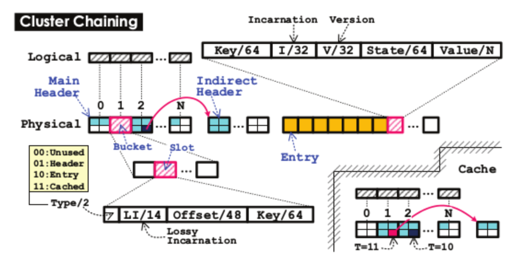 Cluster Chaining
Incarnation Version
Key/64 I/32 V/32 State/64 Value/N
Logical
Main Header
Indirect Header
0 1 2 N
Physical ... ... ...
Bucket Slot
Entry
00:Unused
01:Header
10:Entry
11:Cached
...
Type/2
LI/14 Offset/48 Key/64
Lossy Incarnation
Cache
...
0 1 2 N
...
T=11 T=10